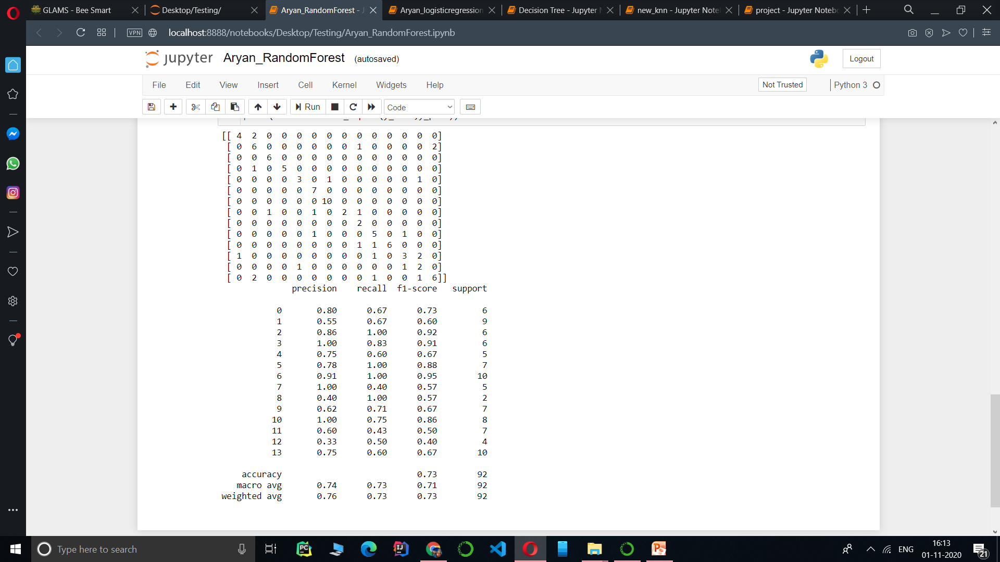 GLAMS - Bee Smart
Desktop/Testing/
Aryan_RandomForest - J
Aryan_logisticregression
Decision Tree - Jupyter N
new_knn - Jupyter Note
project - Jupyter Notebo
VPN
localhost:8888/notebooks/Desktop/Testing/Aryan_RandomForest.ipynb
jupyter Aryan_RandomForest (autosaved)
Logout
File Edit View Insert Cell Kernel Widgets Help
Not Trusted
Python 3
Run
Code
[[ 4 2 0 0 0 0 0 0 0 0 0 0 0 0]
[ 0 6 0 0 0 0 0 0 1 0 0 0 0 2]
[ 0 0 6 0 0 0 0 0 0 0 0 0 0 0]
[ 0 1 0 5 0 0 0 0 0 0 0 0 0 0]
[ 0 0 0 0 3 0 1 0 0 0 0 0 1 0]
[ 0 0 0 0 0 7 0 0 0 0 0 0 0 0]
[ 0 0 0 0 0 0 10 0 0 0 0 0 0 0]
[ 0 0 1 0 0 1 0 2 1 0 0 0 0 0]
[ 0 0 0 0 0 0 0 0 2 0 0 0 0 0]
[ 0 0 0 0 0 1 0 0 0 5 0 1 0 0]
[ 0 0 0 0 0 0 0 0 1 1 6 0 0 0]
[ 1 0 0 0 0 0 0 0 0 1 0 3 2 0]
[ 0 0 0 0 1 0 0 0 0 0 0 1 2 0]
[ 0 2 0 0 0 0 0 0 0 1 0 0 1 6]]
precision recall f1-score support
0 0.80 0.67 0.73 6
1 0.55 0.67 0.60 9
2 0.86 1.00 0.92 6
3 1.00 0.83 0.91 6
4 0.75 0.60 0.67 5
5 0.78 1.00 0.88 7
6 0.91 1.00 0.95 10
7 1.00 0.40 0.57 5
8 0.40 1.00 0.57 2
9 0.62 0.71 0.67 7
10 1.00 0.75 0.86 8
11 0.60 0.43 0.50 7
12 0.33 0.50 0.40 4
13 0.75 0.60 0.67 10
accuracy 0.73 92
macro avg 0.74 0.73 0.71 92
weighted avg 0.76 0.73 0.73 92
Type here to search
ENG
16:13
01-11-2020
21